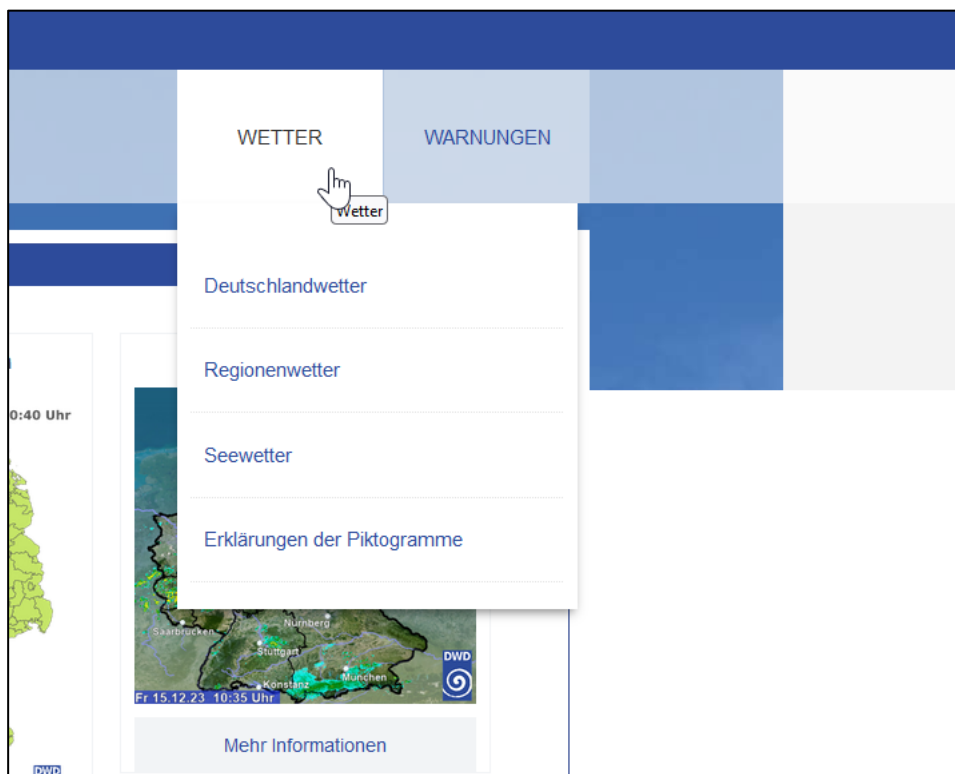 WETTER
WARNUNGEN
Wetter
Deutschlandwetter
Regionenwetter
Seewetter
Erklärungen der Piktogramme
0:40 Uhr
Saarbrücken
Nürnberg
Stuttgart
Konstanz
München
DWD
Fr 15.12.23 10:35 Uhr
Mehr Informationen
DWD